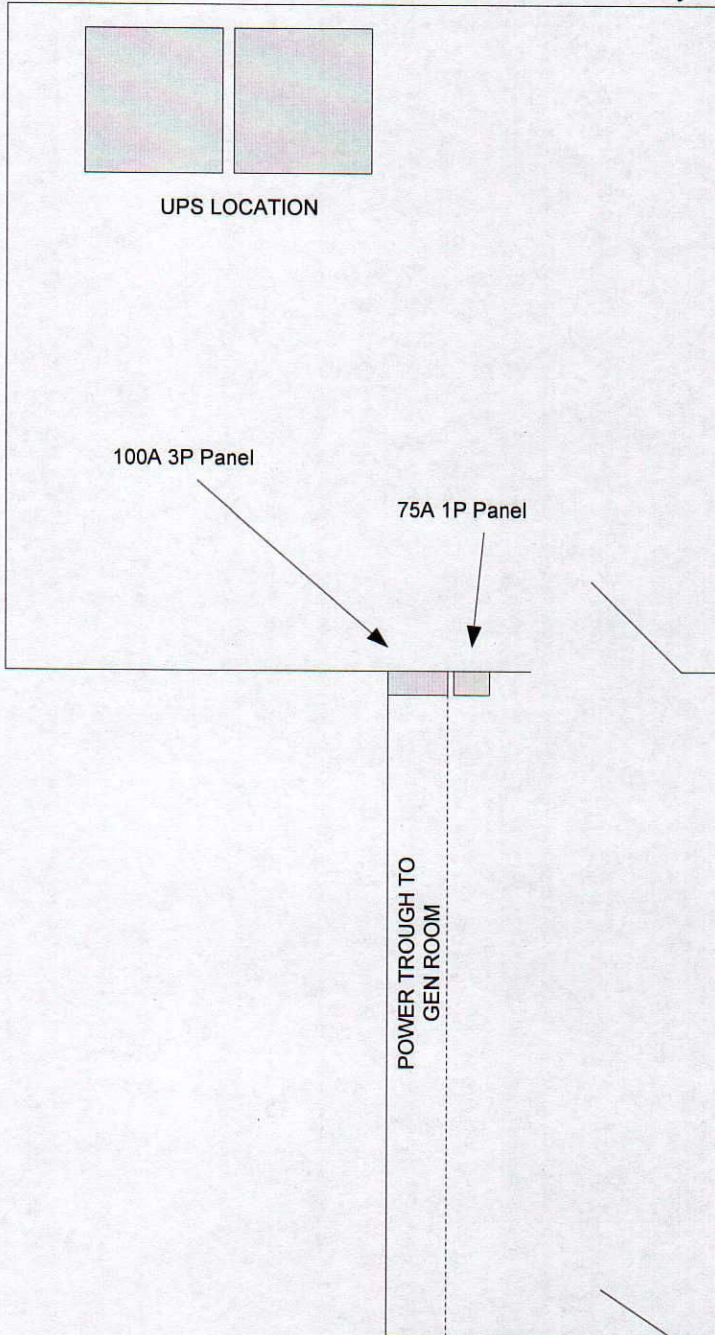 UPS LOCATION
100A 3P Panel
75A 1P Panel
POWER TROUGH TO
GEN ROOM